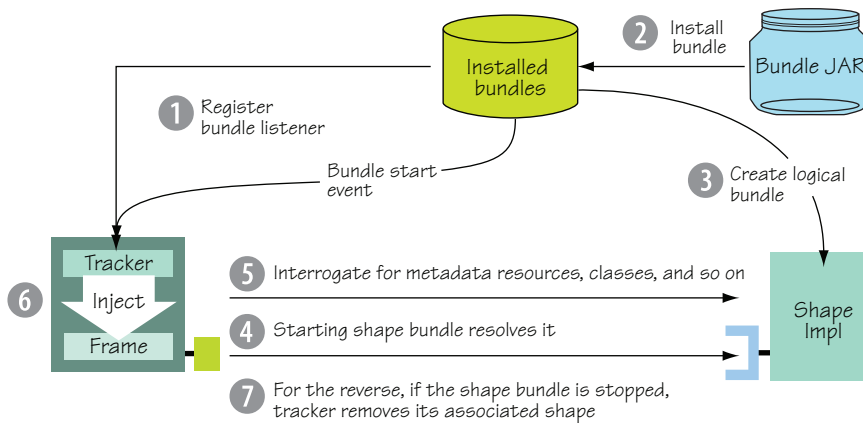 2 Install
bundle
Bundle JAR
Installed
bundles
1 Register
bundle listener
Bundle start
event
3 Create logical
bundle
Tracker
6 Inject
Frame
5 Interrogate for metadata resources, classes, and so on
4 Starting shape bundle resolves it
Shape
Impl
7 For the reverse, if the shape bundle is stopped,
tracker removes its associated shape